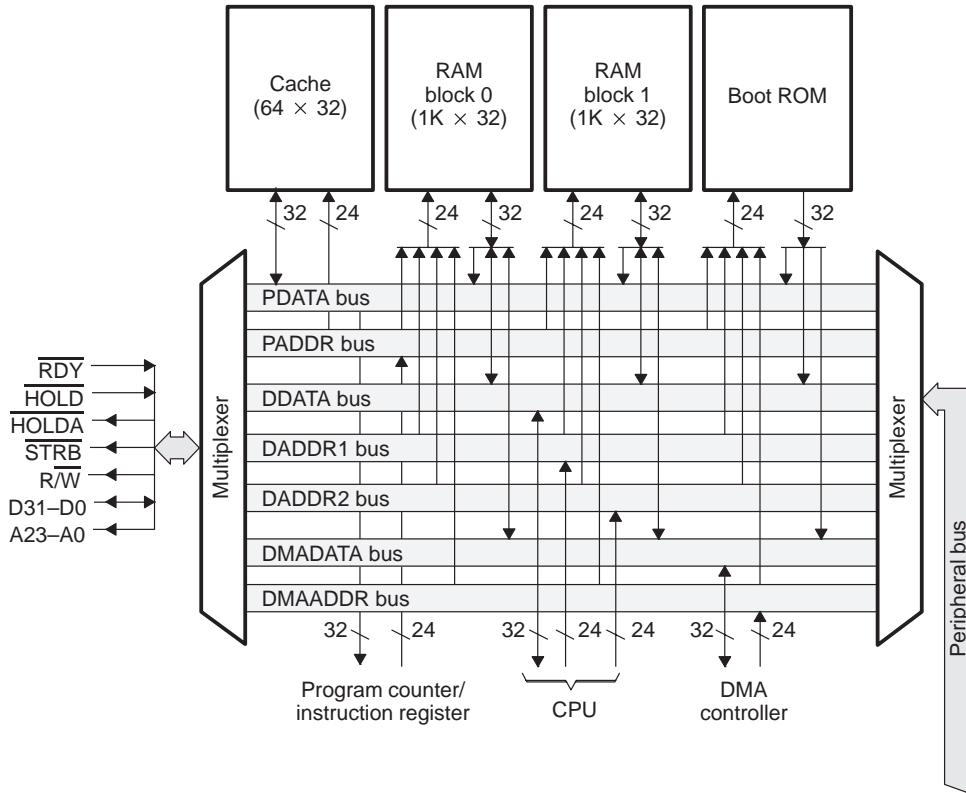 Cache
(64 × 32)
RAM
block 0
(1K × 32)
RAM
block 1
(1K × 32)
Boot ROM
32
24
24
32
24
32
24
32
PDATA bus
PADDR bus
DDATA bus
DADDR1 bus
DADDR2 bus
DMADATA bus
DMAADDR bus
Multiplexer
Multiplexer
RDY
HOLD
HOLDA
STRB
R/W
D31–D0
A23–A0
Peripheral bus
32
24
32
24
24
32
24
Program counter/
instruction register
CPU
DMA
controller